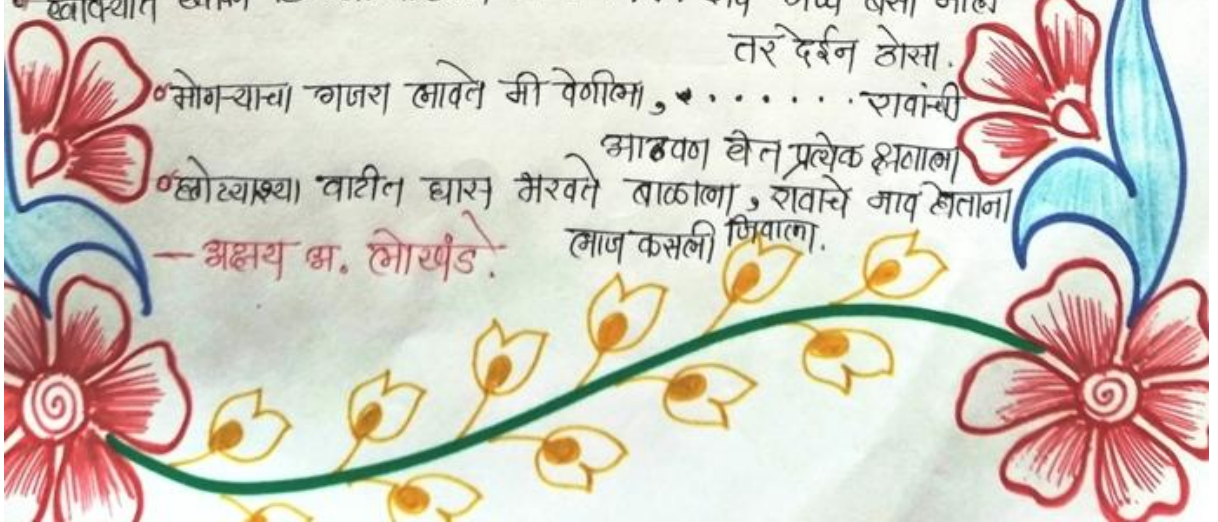 तर देईन ठोसा.
मोगऱ्याचा गजरा लावते मी वेणीला, . . . . . . . . रावांची
आठवण येत प्रत्येक क्षणाला
छोट्याश्या वाटीत घास भरवते बाळाला, रावाचे नाव घेताना
लाज कसली जिवाला.
– अक्षय भ. लोखंडे.